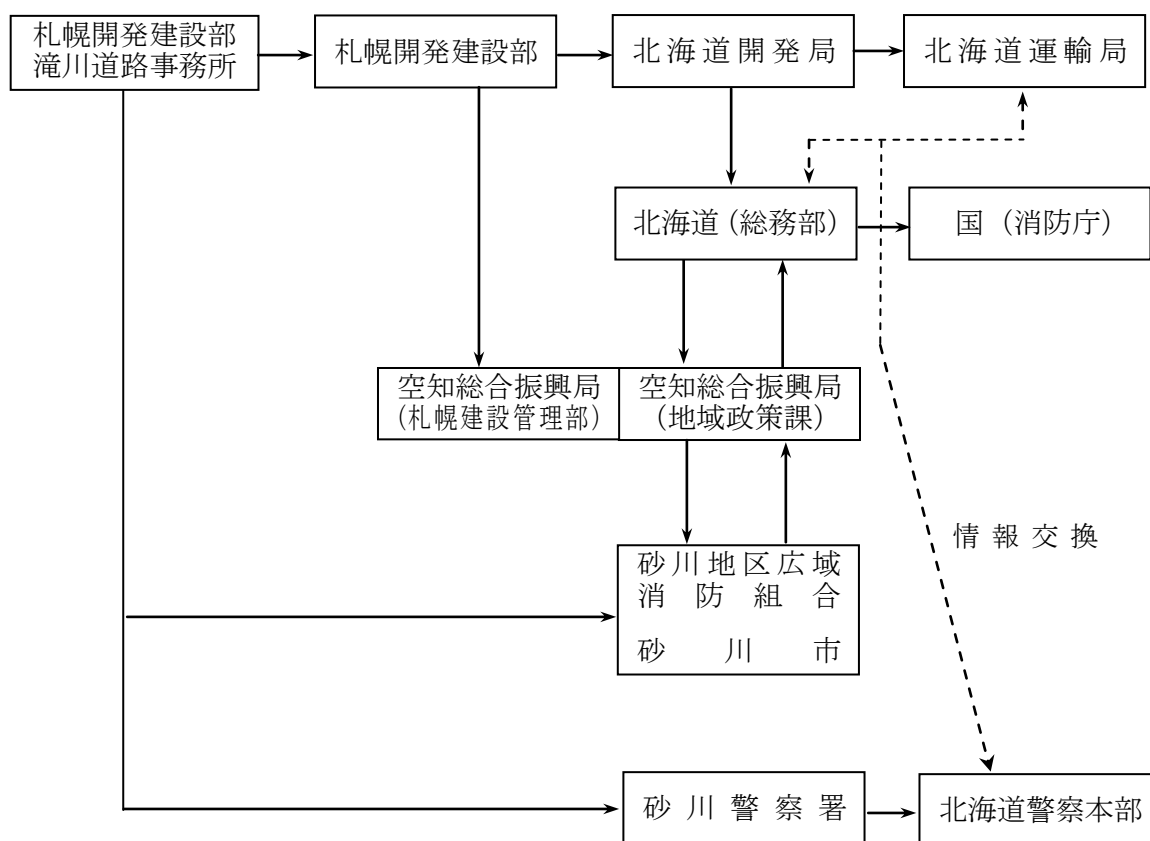 札幌開発建設部
滝川道路事務所
札幌開発建設部
北海道開発局
北海道運輸局
北海道（総務部）
国（消防庁）
空知総合振興局
（札幌建設管理部）
空知総合振興局
（地域政策課）
情報交換
砂川地区広域
消防組合
砂川市
砂川警察署
北海道警察本部